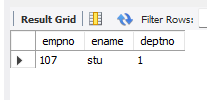 Result Grid Filter Rows:
empno ename deptno
107 stu 1